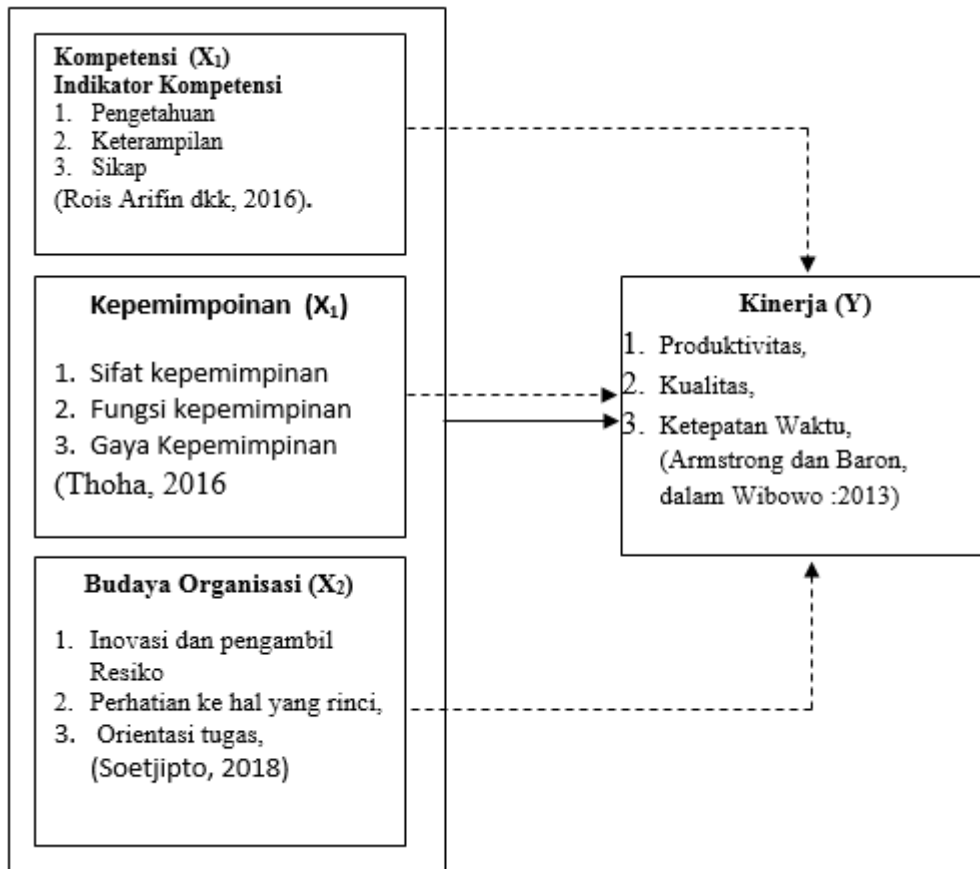 Kompetensi (X₁)
Indikator Kompetensi
1. Pengetahuan
2. Keterampilan
3. Sikap
(Rois Arifin dkk, 2016).
Kepemimpoinan (X₁)
1. Sifat kepemimpinan
2. Fungsi kepemimpinan
3. Gaya Kepemimpinan
(Thoha, 2016
Budaya Organisasi (X₂)
1. Inovasi dan pengambil
Resiko
2. Perhatian ke hal yang rinci,
3. Orientasi tugas,
(Soetjipto, 2018)
Kinerja (Y)
1. Produktivitas,
2. Kualitas,
3. Ketepatan Waktu,
(Armstrong dan Baron,
dalam Wibowo :2013)